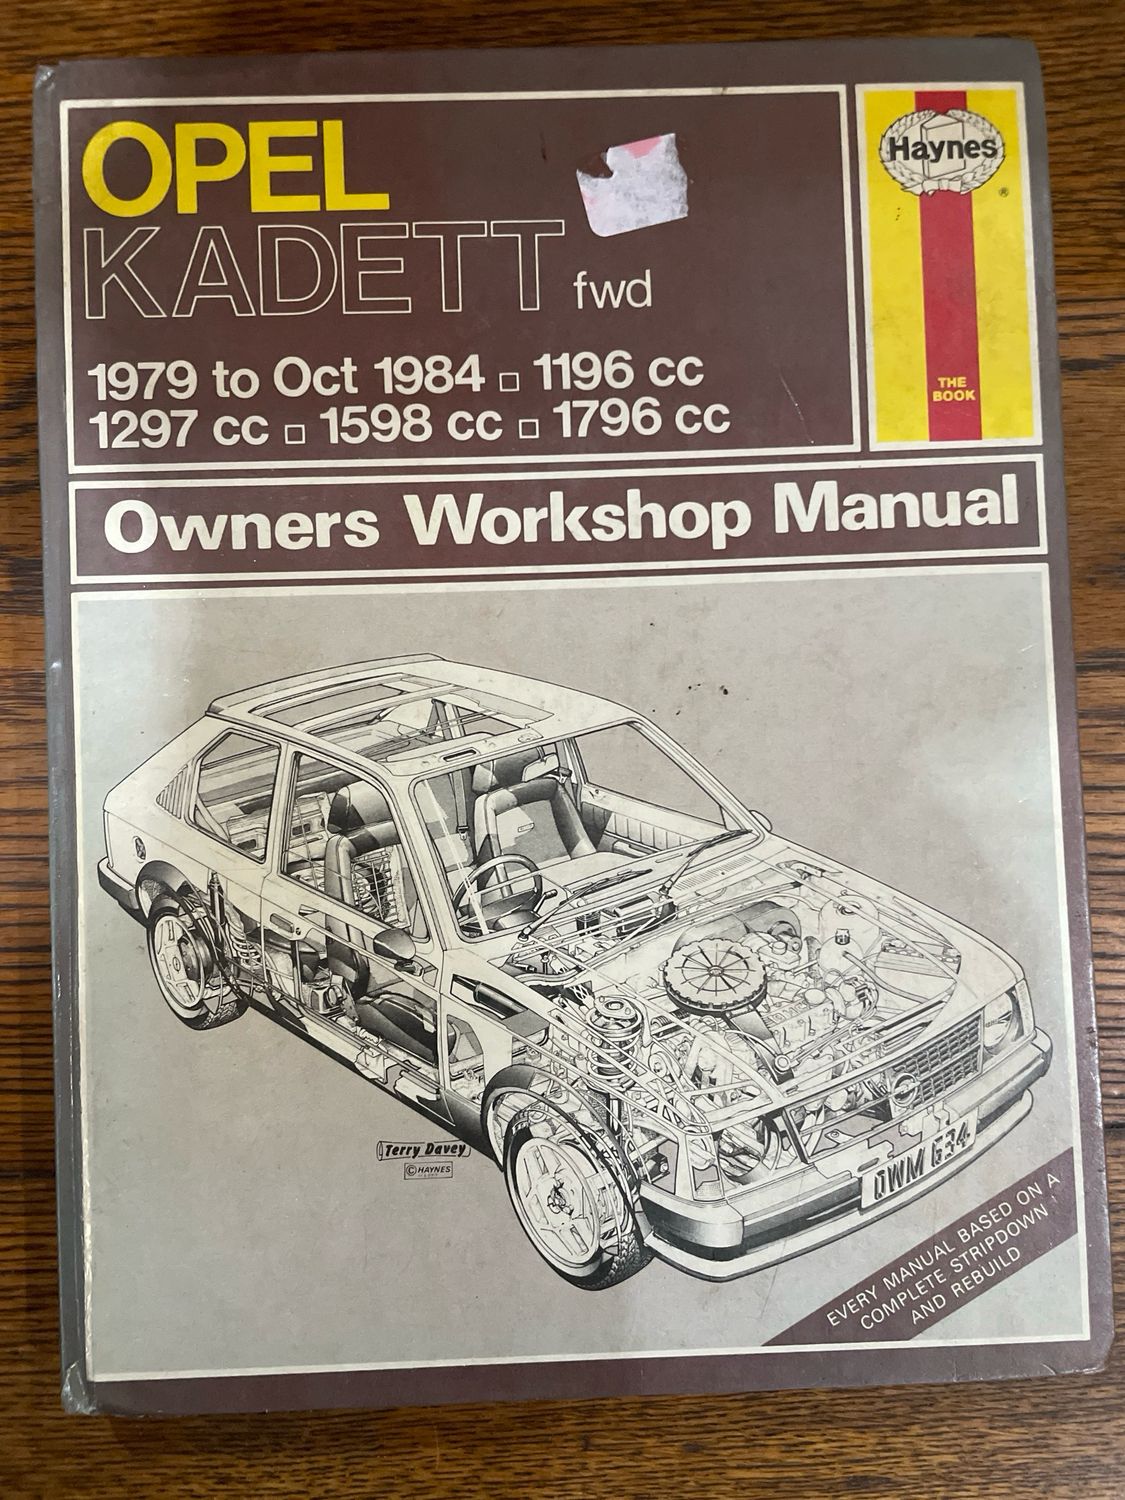 OPEL
KADETT fwd
1979 to Oct 1984 □ 1196 cc
1297 cc □ 1598 cc □ 1796 cc
Haynes
®
THE
BOOK
Owners Workshop Manual
Terry Davey
© HAYNES
QWM 634
EVERY MANUAL BASED ON A
COMPLETE STRIPDOWN
AND REBUILD